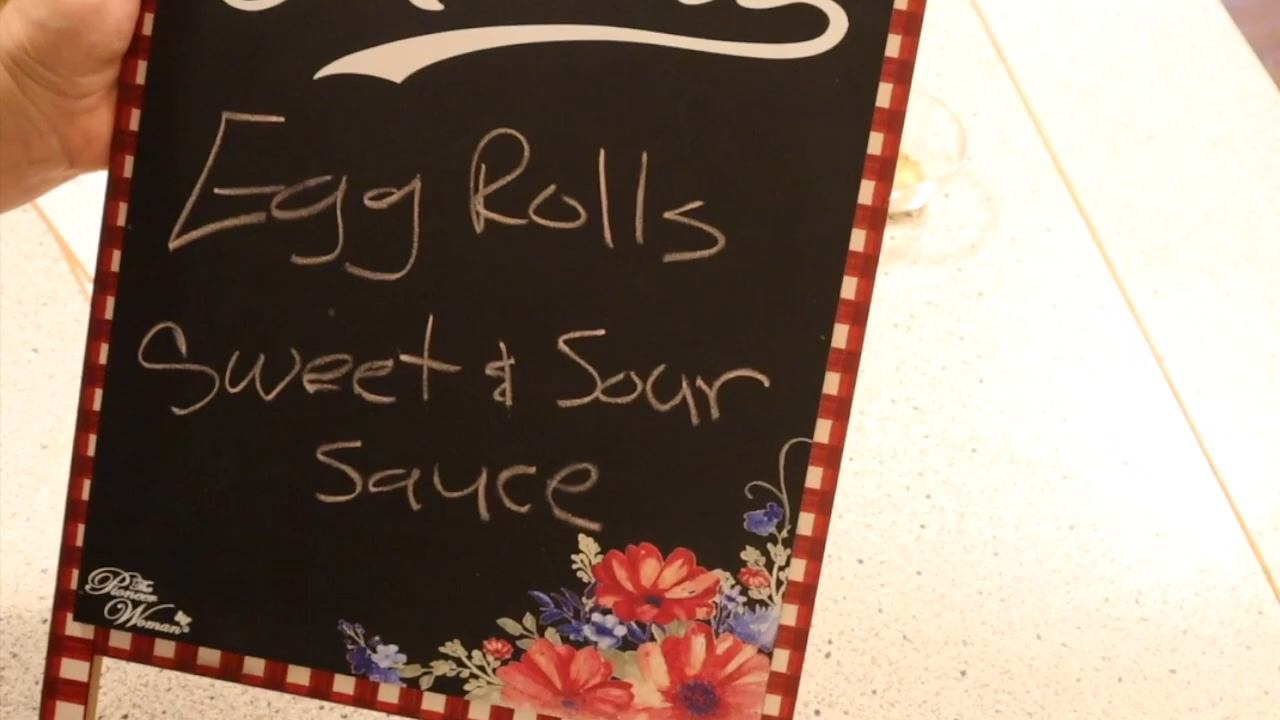 Egg Rolls
Sweet & Sour
Sauce
The
Pioneer
Woman